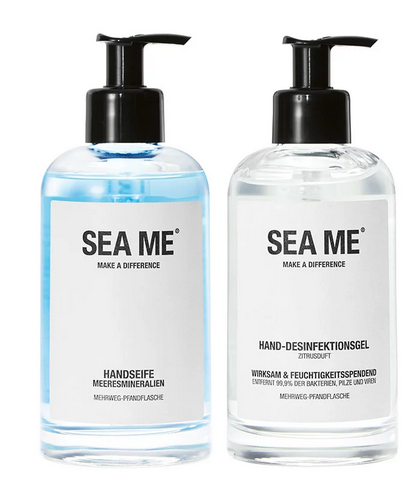 SEA ME®
MAKE A DIFFERENCE
HANDSEIFE
MEERESMINERALIEN
MEHRWEG-PFANDFLASCHE
SEA ME®
MAKE A DIFFERENCE
HAND-DESINFEKTIONSGEL
ZITRUSDUFT
WIRKSAM & FEUCHTIGKEITSSPENDEND
ENTFERNT 99,9% DER BAKTERIEN, PILZE UND VIREN
MEHRWEG-PFANDFLASCHE